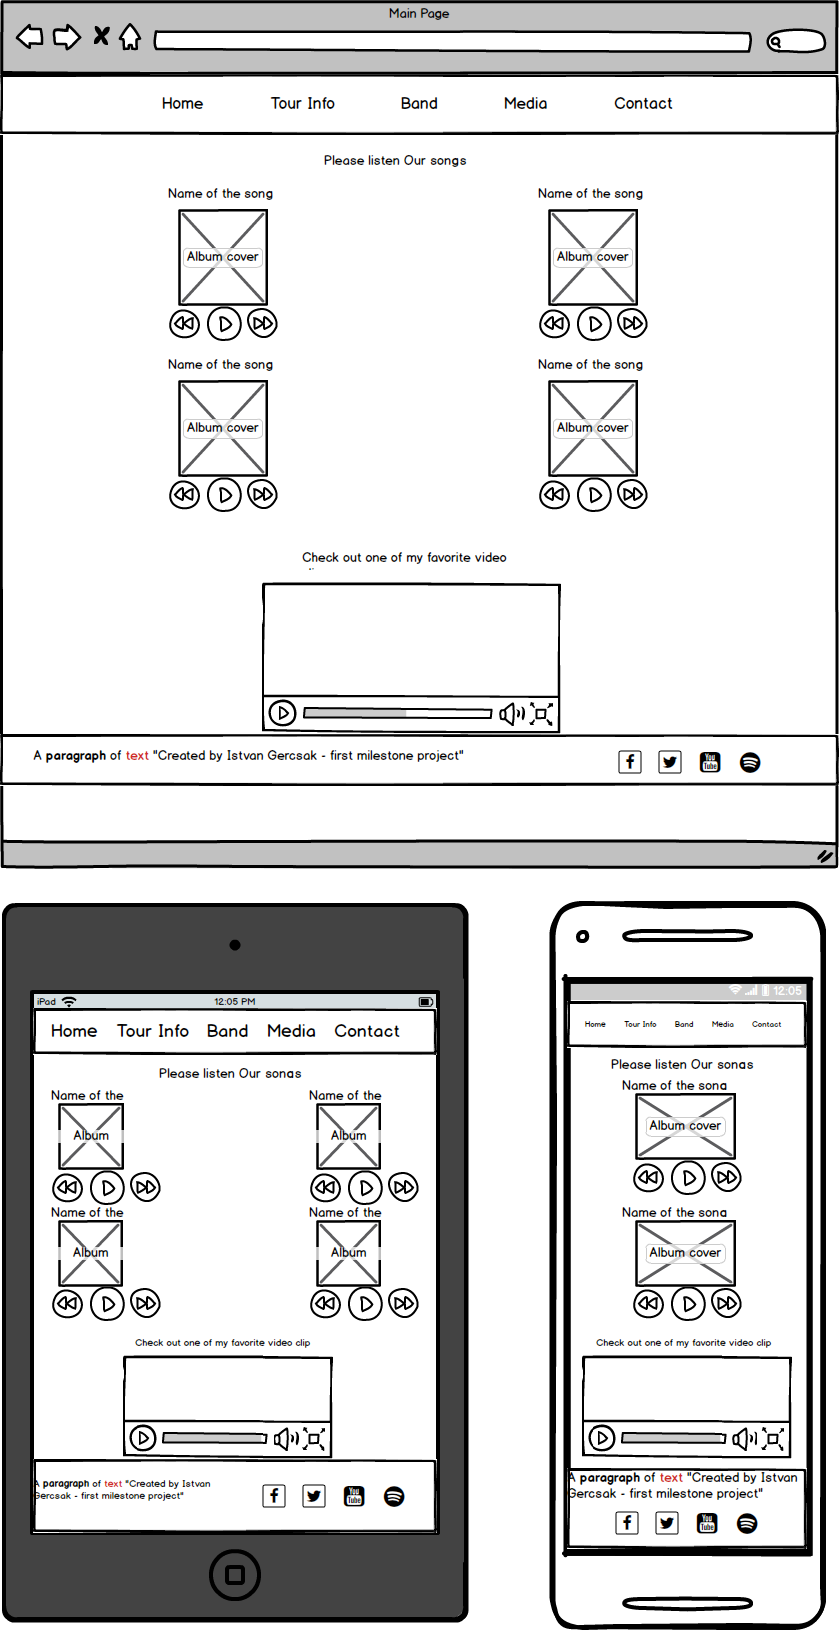 Main Page
Home Tour Info Band Media Contact
Please listen Our songs
Name of the song Name of the song
Album cover Album cover
Name of the song Name of the song
Album cover Album cover
Check out one of my favorite video
A paragraph of text "Created by Istvan Gercsak - first milestone project"
You Tube
iPad 12:05 PM
Home Tour Info Band Media Contact
Please listen Our songs
Name of the Name of the
Album Album
Name of the Name of the
Album Album
Check out one of my favorite video clip
A paragraph of text "Created by Istvan
Gercsak - first milestone project"
You Tube
12:05
Home Tour Info Band Media Contact
Please listen Our songs
Name of the song
Album cover
Name of the song
Album cover
Check out one of my favorite video clip
A paragraph of text "Created by Istvan
Gercsak - first milestone project"
You Tube